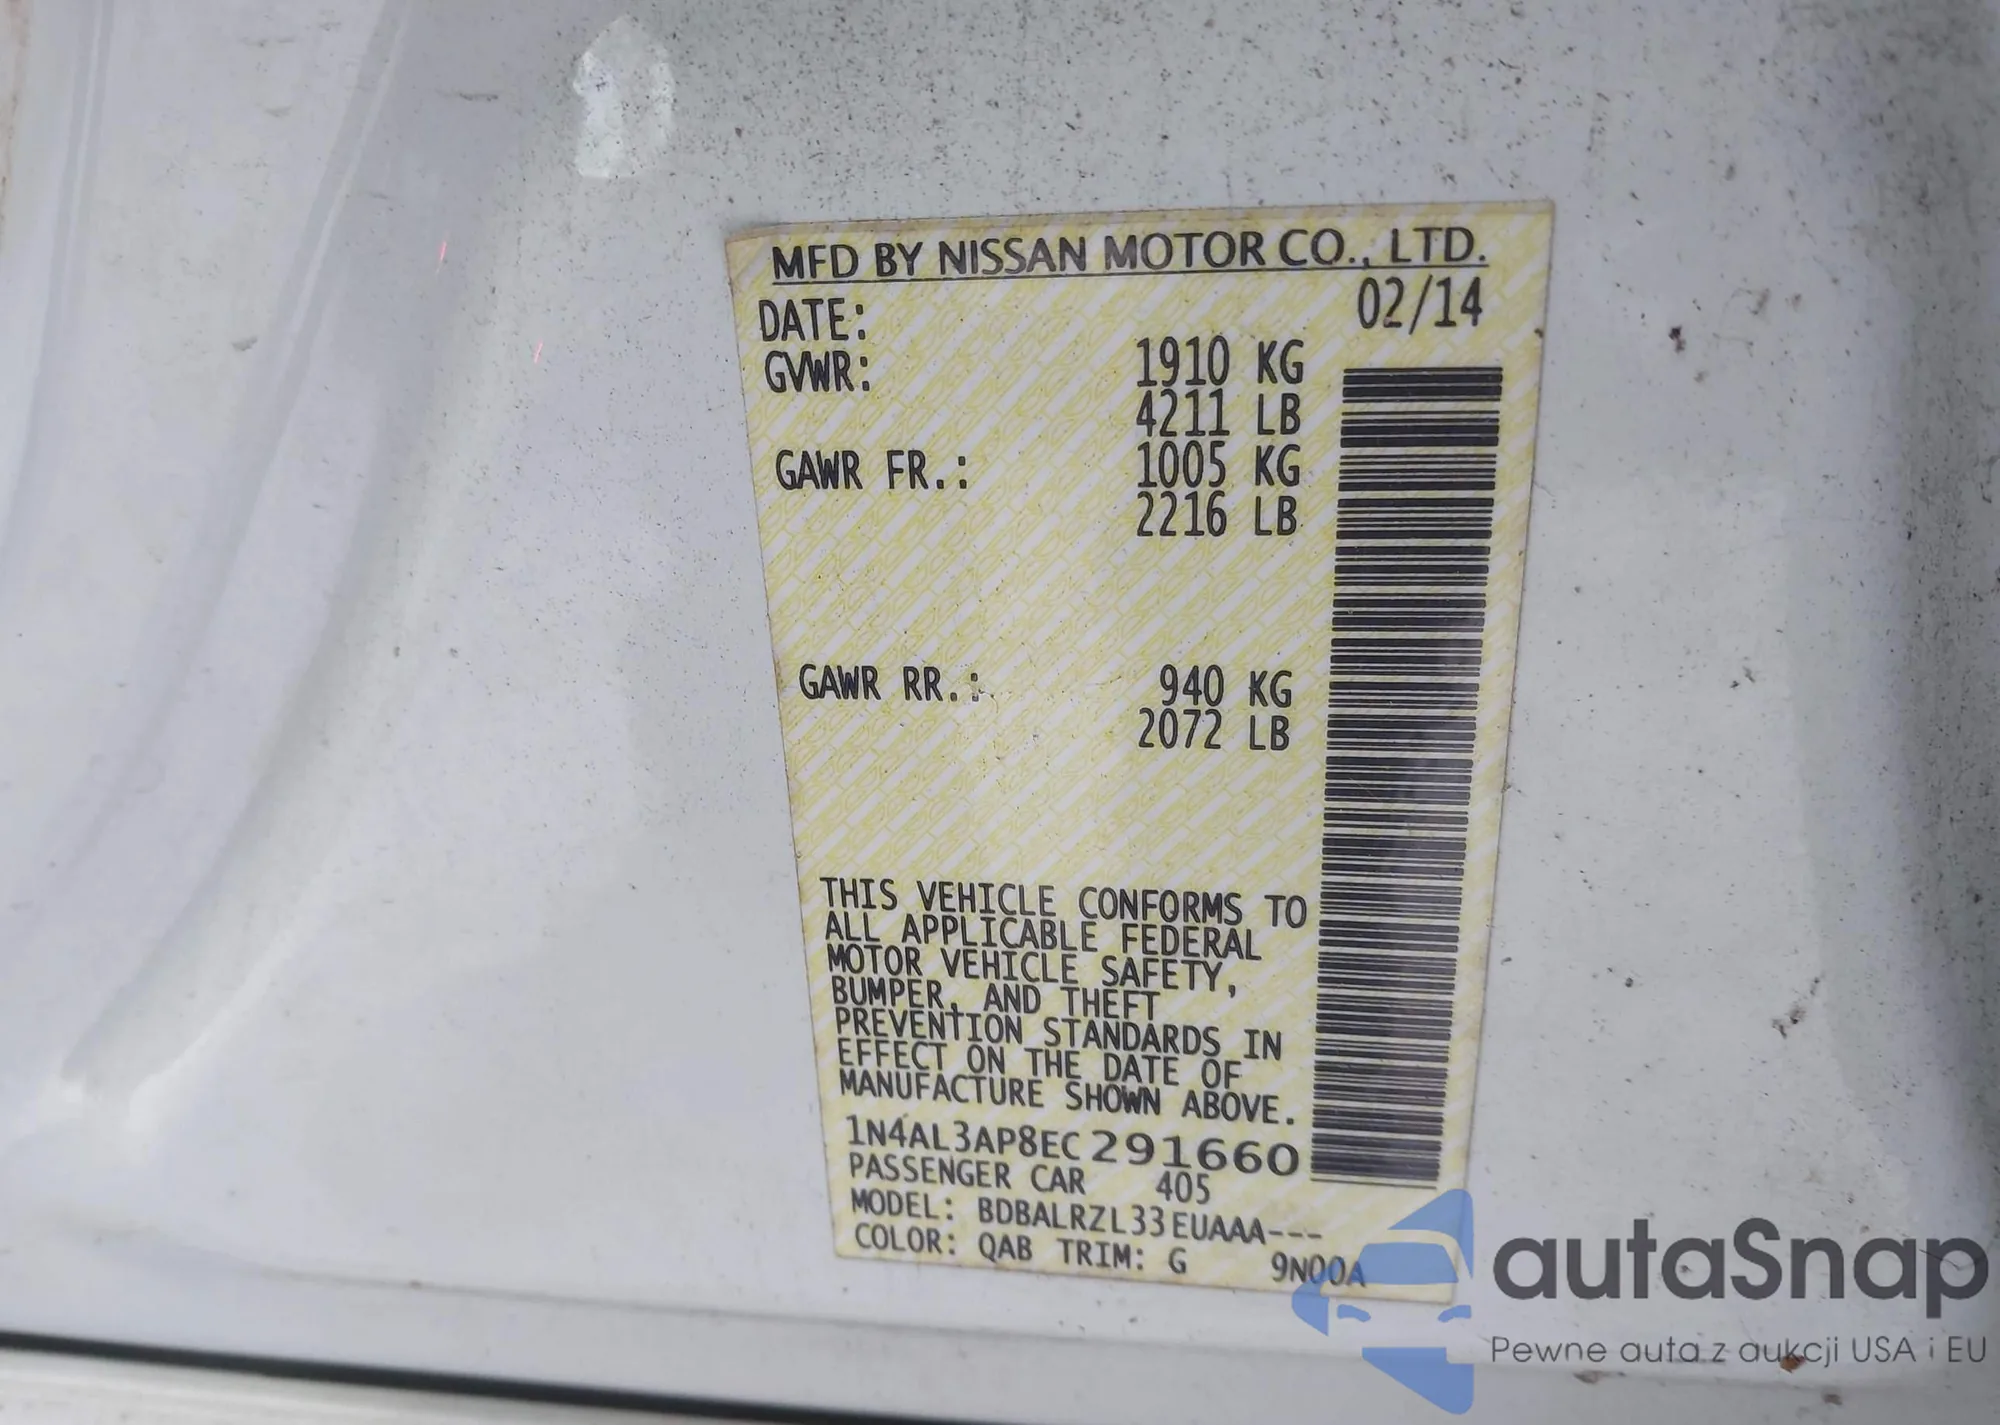 MFD BY NISSAN MOTOR CO., LTD.
DATE: 02/14
GVWR: 1910 KG
4211 LB
GAWR FR.: 1005 KG
2216 LB
GAWR RR.: 940 KG
2072 LB
THIS VEHICLE CONFORMS TO
ALL APPLICABLE FEDERAL
MOTOR VEHICLE SAFETY,
BUMPER, AND THEFT
PREVENTION STANDARDS IN
EFFECT ON THE DATE OF
MANUFACTURE SHOWN ABOVE.
1N4AL3AP8EC291660
PASSENGER CAR 405
MODEL: BDBALRZL33EUAAA---
COLOR: QAB TRIM: G 9N00A
autaSnap
Pewne auta z aukcji USA i EU